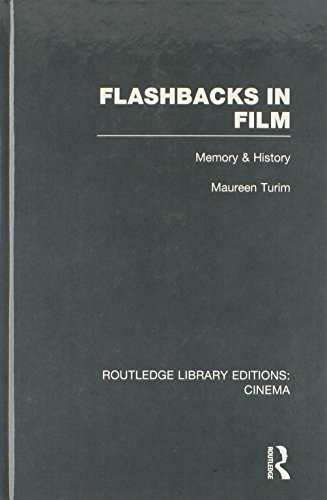 FLASHBACKS IN
FILM
Memory & History
Maureen Turim
ROUTLEDGE LIBRARY EDITIONS:
CINEMA
ROUTLEDGE